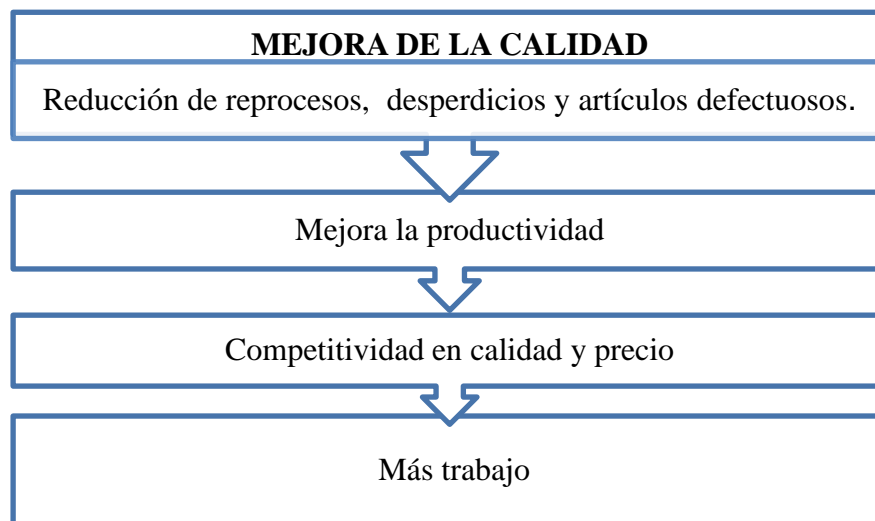 MEJORA DE LA CALIDAD
Reducción de reprocesos, desperdicios y artículos defectuosos.
Mejora la productividad
Competitividad en calidad y precio
Más trabajo